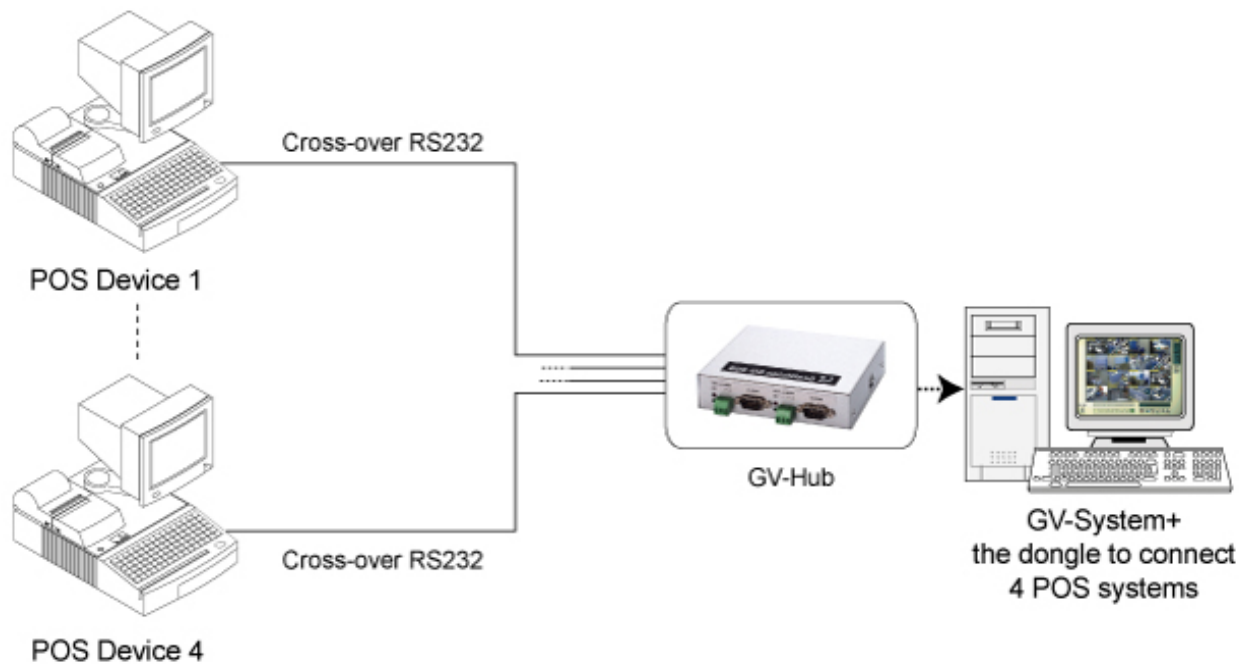 Cross-over RS232
POS Device 1
GV-Hub
GV-System+
the dongle to connect
4 POS systems
Cross-over RS232
POS Device 4